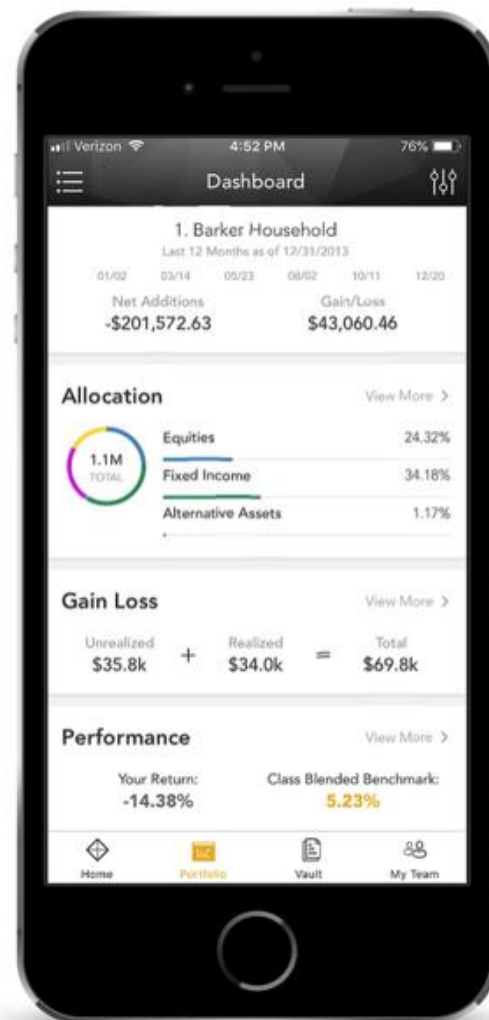 Verizon 4:52 PM 76%
Dashboard
1. Barker Household
Last 12 Months as of 12/31/2013
01/02 03/14 05/23 08/02 10/11 12/20
Net Additions Gain/Loss
-$201,572.63 $43,060.46
Allocation View More >
1.1M
TOTAL
Equities 24.32%
Fixed Income 34.18%
Alternative Assets 1.17%
Gain Loss View More >
Unrealized Realized Total
$35.8k + $34.0k = $69.8k
Performance View More >
Your Return: Class Blended Benchmark:
-14.38% 5.23%
Home Portfolio Vault My Team